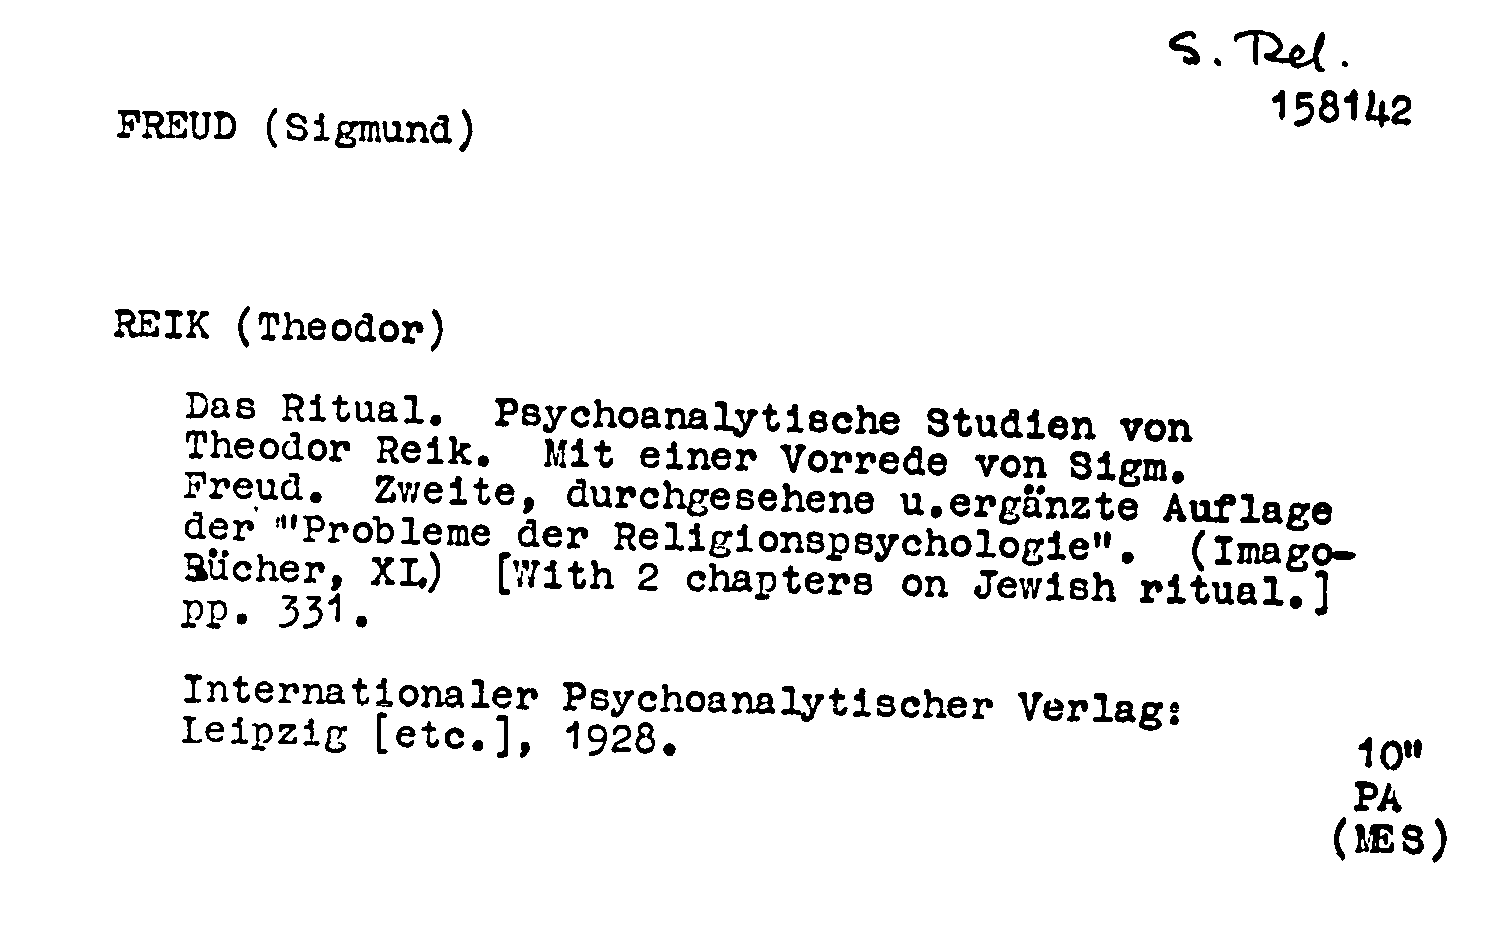 S. Rel.
158142
FREUD (Sigmund)
REIK (Theodor)
Das Ritual. Psychoanalytische Studien von
Theodor Reik. Mit einer Vorrede von Sigm.
Freud. Zweite, durchgesehene u.ergänzte Auflage
der "'Probleme der Religionspsychologie". (Imago-
Bücher, XI.) [With 2 chapters on Jewish ritual.]
pp. 331.
Internationaler Psychoanalytischer Verlag:
Leipzig [etc.], 1928.
10"
PA
(MES)